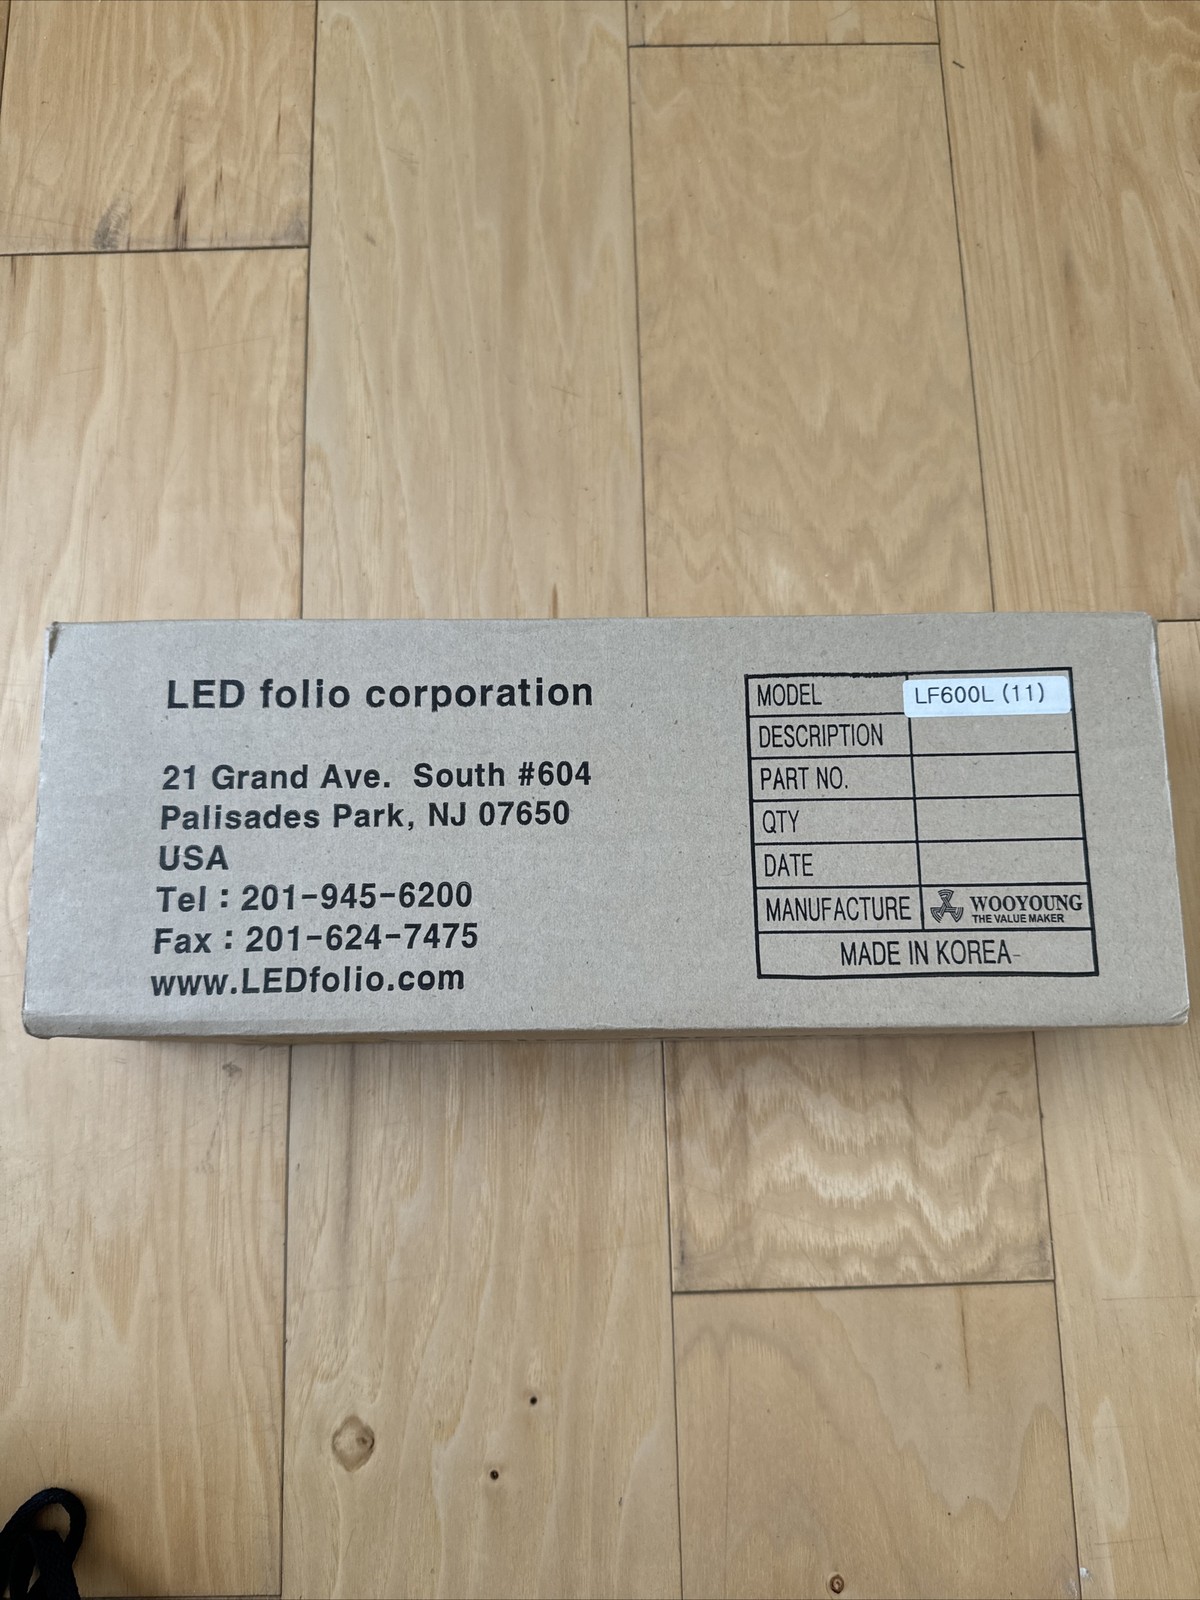 LED folio corporation
21 Grand Ave. South #604
Palisades Park, NJ 07650
USA
Tel : 201-945-6200
Fax : 201-624-7475
www.LEDfolio.com
MODEL LF600L (11)
DESCRIPTION
PART NO.
QTY
DATE
MANUFACTURE WOOYOUNG
THE VALUE MAKER
MADE IN KOREA-